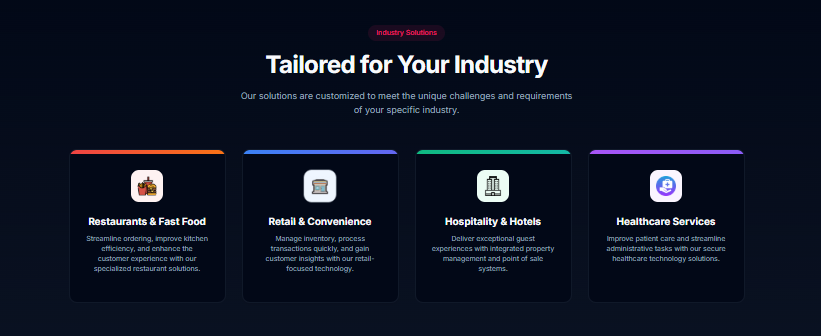 Industry Solutions
Tailored for Your Industry
Our solutions are customized to meet the unique challenges and requirements
of your specific industry.
Restaurants & Fast Food
Streamline ordering, improve kitchen
efficiency, and enhance the
customer experience with our
specialized restaurant solutions.
Retail & Convenience
Manage inventory, process
transactions quickly, and gain
customer insights with our retail-
focused technology.
Hospitality & Hotels
Deliver exceptional guest
experiences with integrated property
management and point of sale
systems.
Healthcare Services
Improve patient care and streamline
administrative tasks with our secure
healthcare technology solutions.